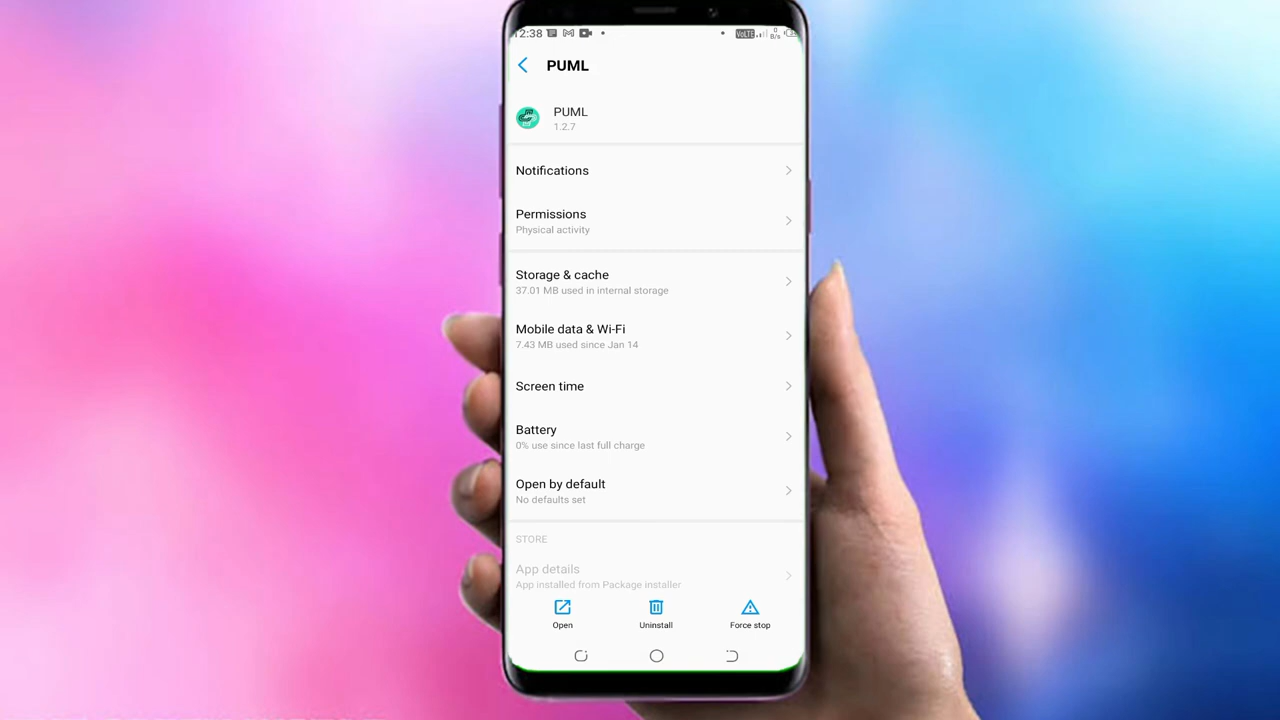 12:38
VoLTE
0
B/s
PUML
PUML
1.2.7
Notifications
Permissions
Physical activity
Storage & cache
37.01 MB used in internal storage
Mobile data & Wi-Fi
7.43 MB used since Jan 14
Screen time
Battery
0% use since last full charge
Open by default
No defaults set
STORE
App details
App installed from Package installer
Open
Uninstall
Force stop